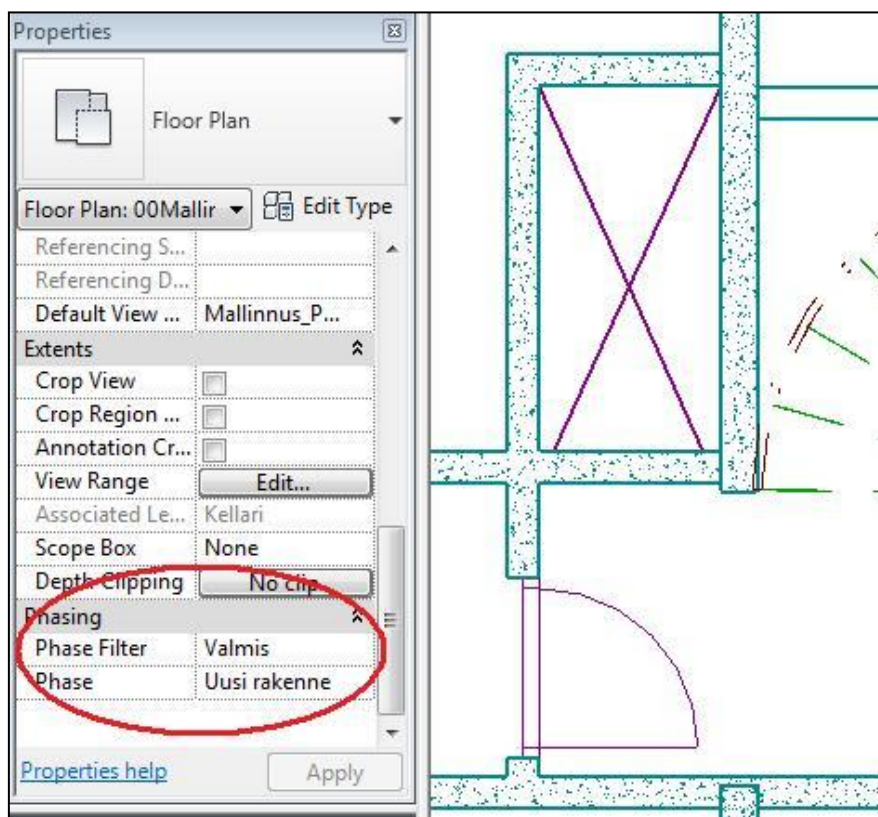 Properties
Floor Plan
Floor Plan: 00Mallir
Edit Type
Referencing S...
Referencing D...
Default View ... Mallinnus_P...
Extents
Crop View
Crop Region ...
Annotation Cr...
View Range Edit...
Associated Le... Kellari
Scope Box None
Depth Clipping No clip
Phasing
Phase Filter Valmis
Phase Uusi rakenne
Properties help Apply